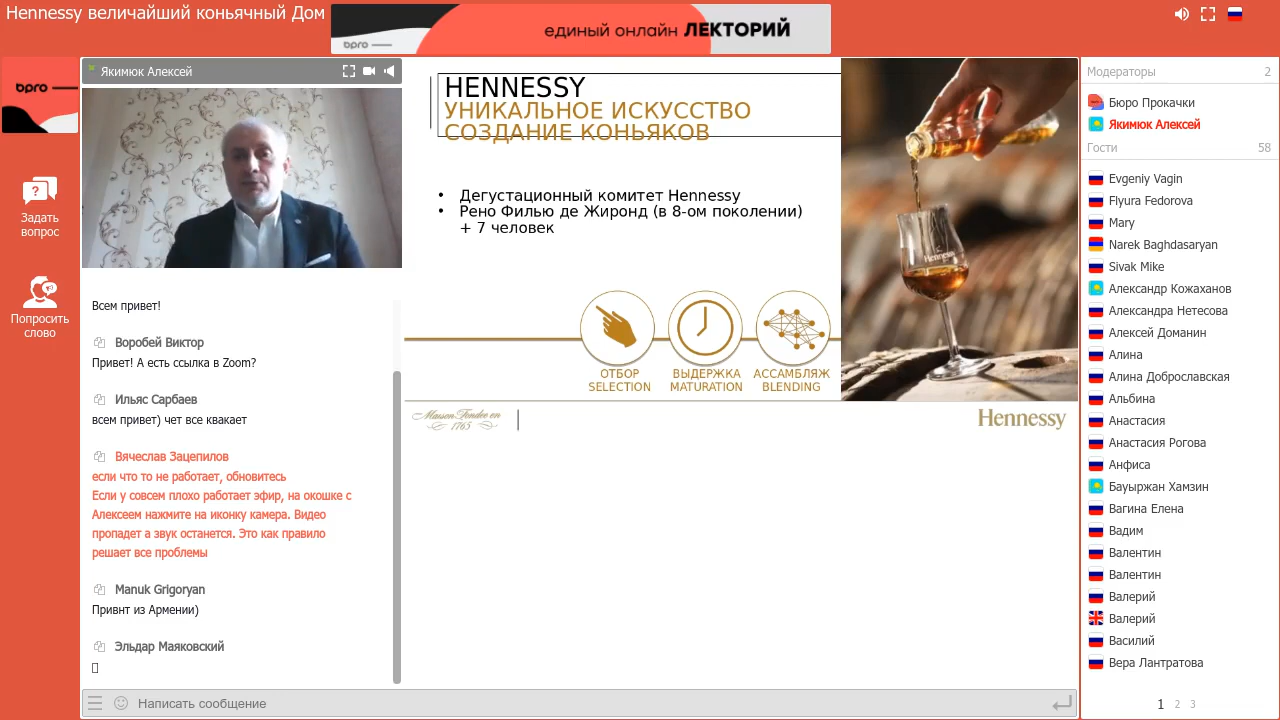 Hennessy величайший коньячный Дом
bpro
единый онлайн ЛЕКТОРИЙ
bpro
Задать
вопрос
Попросить
слово
Якимюк Алексей
Всем привет!
Воробей Виктор
Привет! А есть ссылка в Zoom?
Ильяс Сарбаев
всем привет) чет все квакает
Вячеслав Зацепилов
если что то не работает, обновитесь
Если у совсем плохо работает эфир, на окошке с
Алексеем нажмите на иконку камера. Видео
пропадет а звук останется. Это как правило
решает все проблемы
Manuk Grigoryan
Привнт из Армении)
Эльдар Маяковский
Написать сообщение
HENNESSY
УНИКАЛЬНОЕ ИСКУССТВО
СОЗДАНИЕ КОНЬЯКОВ
• Дегустационный комитет Hennessy
• Рено Филью де Жиронд (в 8-ом поколении)
+ 7 человек
ОТБОР
SELECTION
ВЫДЕРЖКА
MATURATION
АССАМБЛЯЖ
BLENDING
Hennessy
Maison Fondée en
1765
Hennessy
Модераторы 2
Бюро Прокачки
Якимюк Алексей
Гости 58
Evgeniy Vagin
Flyura Fedorova
Mary
Narek Baghdasaryan
Sivak Mike
Александр Кожаханов
Александра Нетесова
Алексей Доманин
Алина
Алина Доброславская
Альбина
Анастасия
Анастасия Рогова
Анфиса
Бауыржан Хамзин
Вагина Елена
Вадим
Валентин
Валентин
Валерий
Валерий
Василий
Вера Лантратова
1 2 3